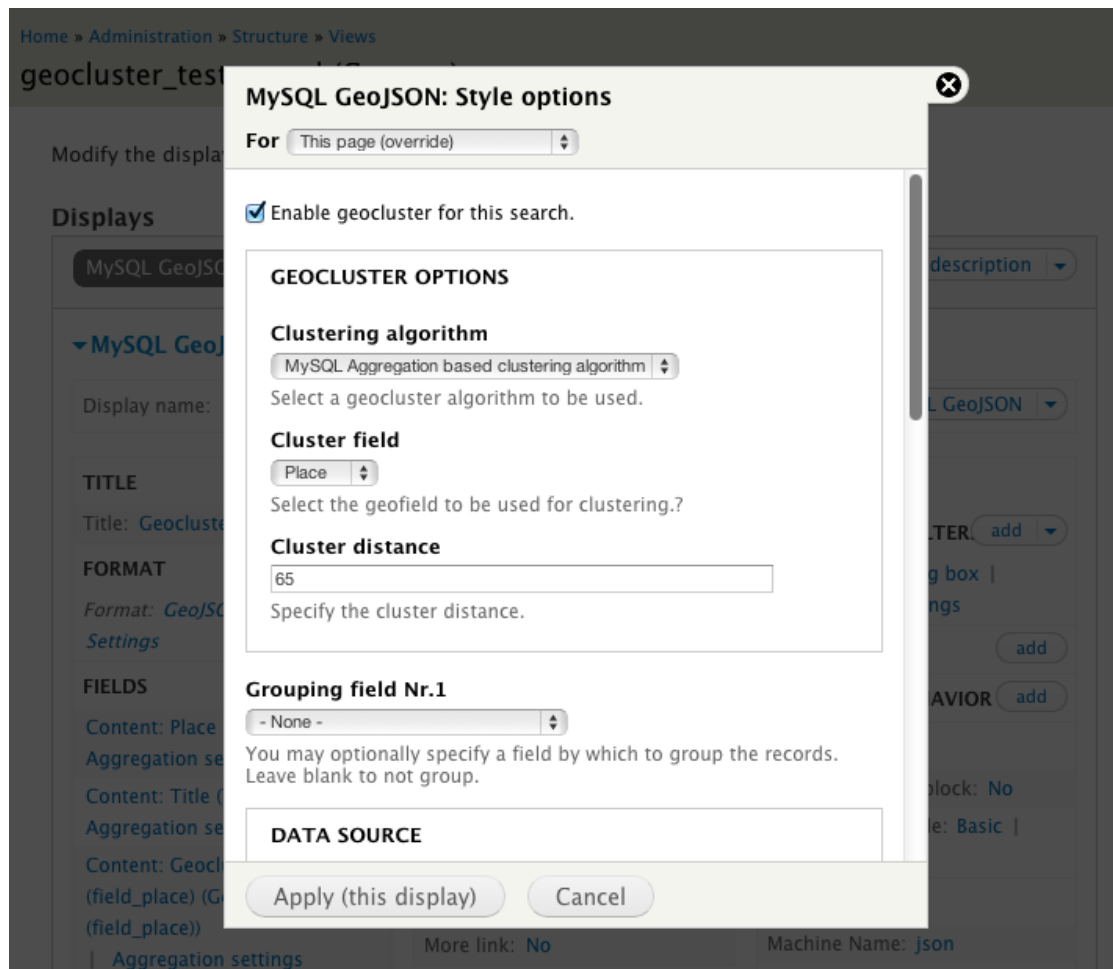 Home » Administration » Structure » Views
geocluster_test
MySQL GeoJSON: Style options
For This page (override)
Modify the displa
Enable geocluster for this search.
Displays
MySQL GeoJSO
description
GEOCLUSTER OPTIONS
Clustering algorithm
MySQL GeoJ
MySQL Aggregation based clustering algorithm
Select a geocluster algorithm to be used.
Display name:
L GeoJSON
Cluster field
Place
Select the geofield to be used for clustering.?
TITLE
Title: Geocluste
Cluster distance
LTER
add
65
Specify the cluster distance.
FORMAT
g box |
Format: GeoJSO
ngs
Settings
add
FIELDS
Grouping field Nr.1
AVIOR
add
- None -
Content: Place
Aggregation se
You may optionally specify a field by which to group the records.
Leave blank to not group.
Content: Title (
block: No
Aggregation se
le: Basic |
DATA SOURCE
Content: Geocl
(field_place) (Ge
(field_place))
| Aggregation settings
Apply (this display)
Cancel
More link: No
Machine Name: json